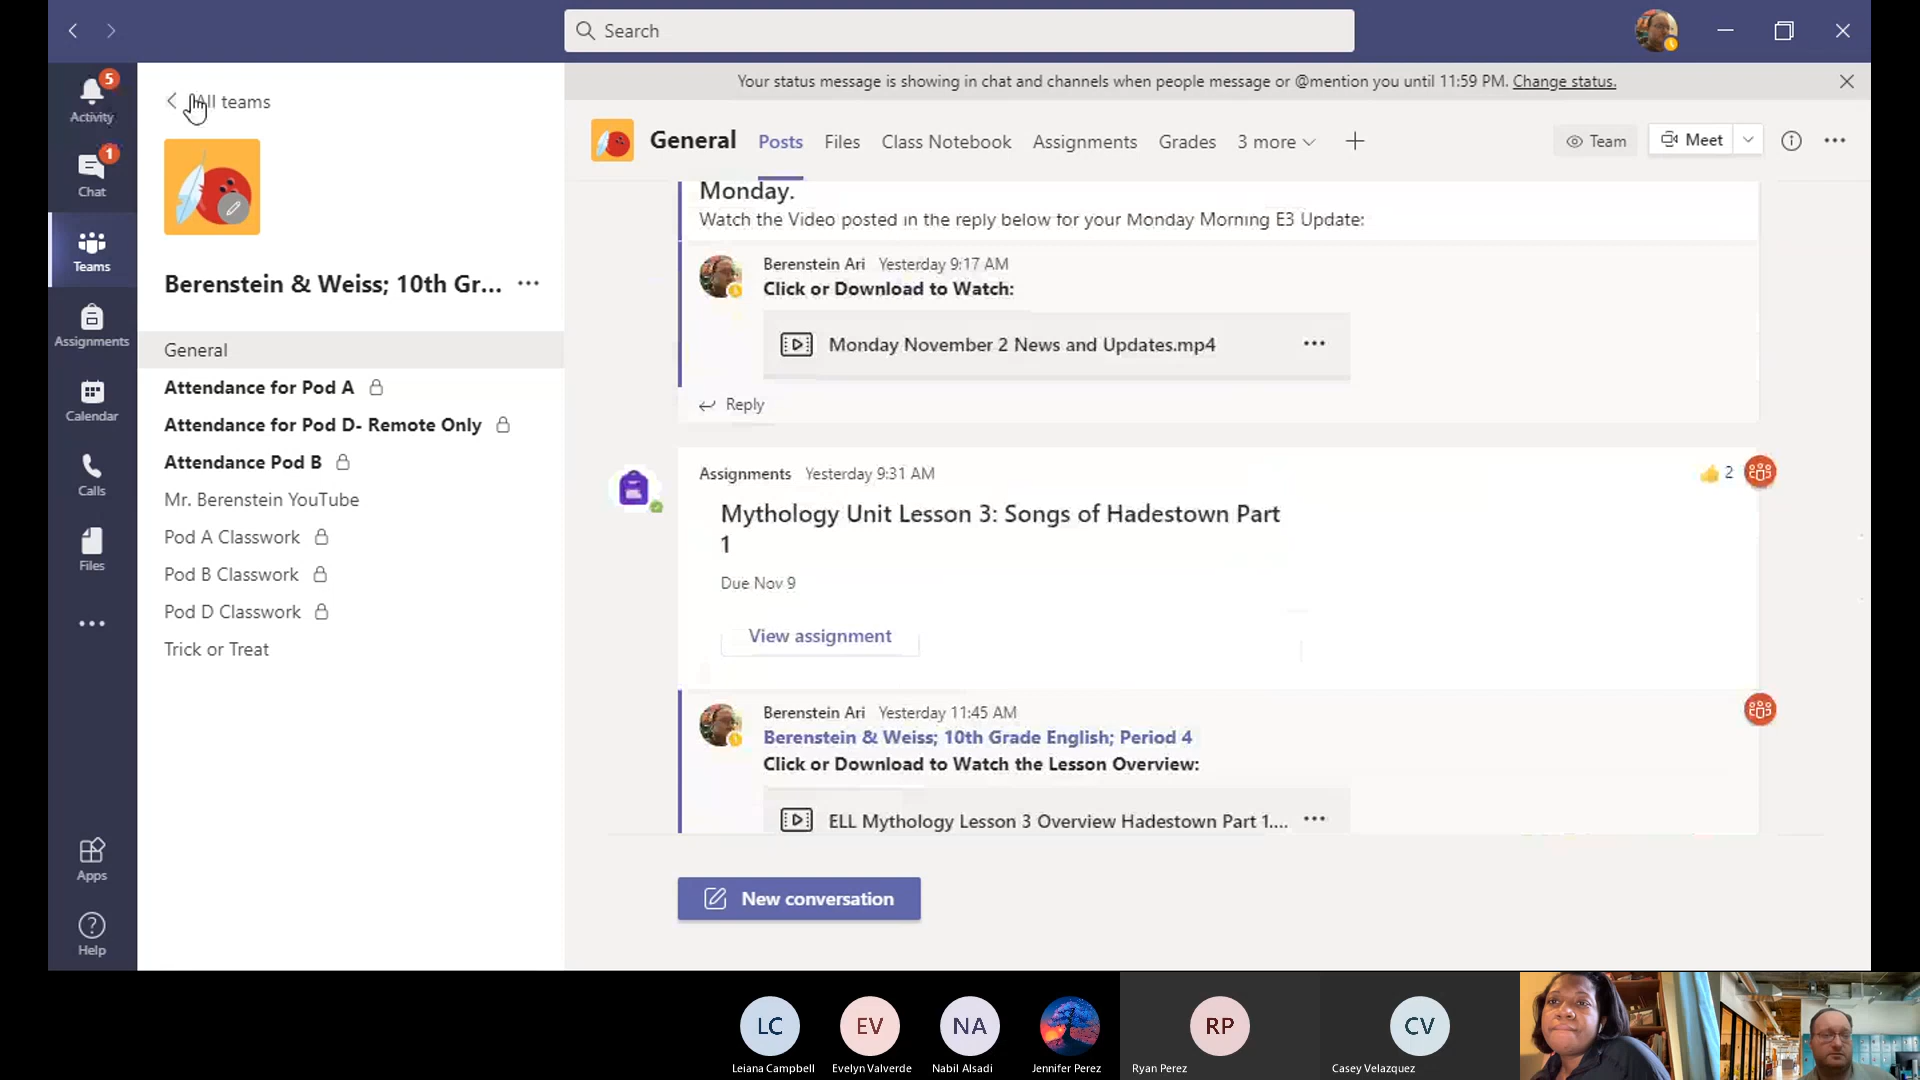 Search
Your status message is showing in chat and channels when people message or @mention you until 11:59 PM. Change status.
5
Activity
1
Chat
Teams
Assignments
Calendar
Calls
Files
Apps
Help
All teams
Berenstein & Weiss; 10th Gr...
General
Attendance for Pod A
Attendance for Pod D- Remote Only
Attendance Pod B
Mr. Berenstein YouTube
Pod A Classwork
Pod B Classwork
Pod D Classwork
Trick or Treat
General Posts Files Class Notebook Assignments Grades 3 more
Team Meet
Monday.
Watch the Video posted in the reply below for your Monday Morning E3 Update:
Berenstein Ari Yesterday 9:17 AM
Click or Download to Watch:
Monday November 2 News and Updates.mp4
Reply
Assignments Yesterday 9:31 AM
2
Mythology Unit Lesson 3: Songs of Hadestown Part
1
Due Nov 9
View assignment
Berenstein Ari Yesterday 11:45 AM
Berenstein & Weiss; 10th Grade English; Period 4
Click or Download to Watch the Lesson Overview:
ELL Mythology Lesson 3 Overview Hadestown Part 1....
New conversation
LC EV NA RP CV
Leiana Campbell Evelyn Valverde Nabil Alsadi Jennifer Perez Ryan Perez Casey Velazquez